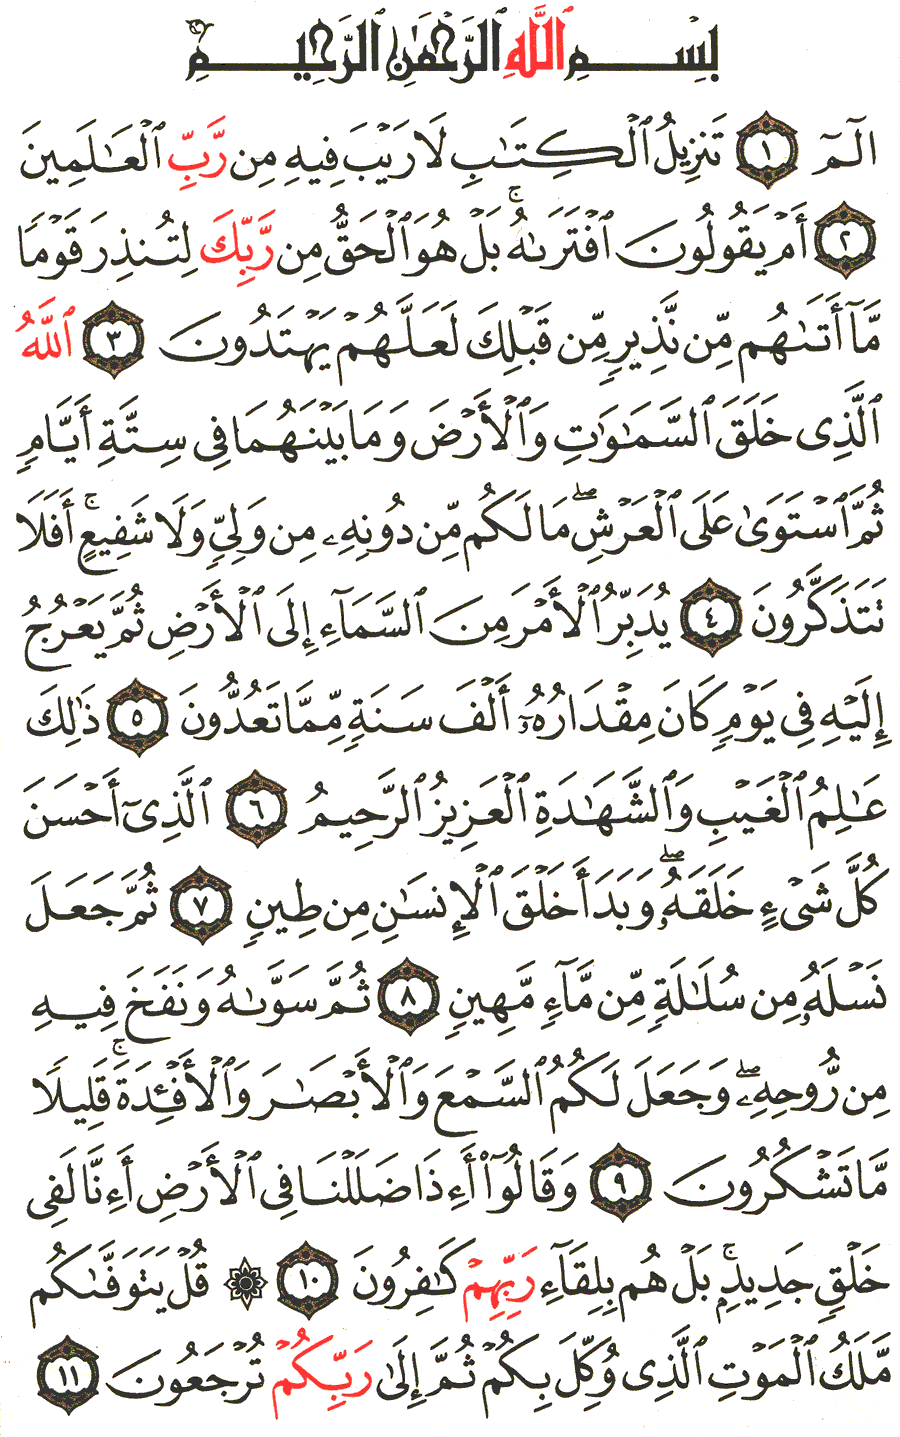 بِسْمِ ٱللَّهِ ٱلرَّحْمَٰنِ ٱلرَّحِيمِ
الٓمٓ ١ تَنزِيلُ ٱلْكِتَٰبِ لَا رَيْبَ فِيهِ مِن رَّبِّ ٱلْعَٰلَمِينَ
٢ أَمْ يَقُولُونَ ٱفْتَرَىٰهُ ۚ بَلْ هُوَ ٱلْحَقُّ مِن رَّبِّكَ لِتُنذِرَ قَوْمًا
مَّآ أَتَىٰهُم مِّن نَّذِيرٍ مِّن قَبْلِكَ لَعَلَّهُمْ يَهْتَدُونَ ٣ ٱللَّهُ
ٱلَّذِى خَلَقَ ٱلسَّمَٰوَٰتِ وَٱلْأَرْضَ وَمَا بَيْنَهُمَا فِى سِتَّةِ أَيَّامٍ
ثُمَّ ٱسْتَوَىٰ عَلَى ٱلْعَرْشِ ۖ مَا لَكُم مِّن دُونِهِۦ مِن وَلِىٍّ وَلَا شَفِيعٍ ۚ أَفَلَا
تَتَذَكَّرُونَ ٤ يُدَبِّرُ ٱلْأَمْرَ مِنَ ٱلسَّمَآءِ إِلَى ٱلْأَرْضِ ثُمَّ يَعْرُجُ
إِلَيْهِ فِى يَوْمٍ كَانَ مِقْدَارُهُۥٓ أَلْفَ سَنَةٍ مِّمَّا تَعُدُّونَ ٥ ذَٰلِكَ
عَٰلِمُ ٱلْغَيْبِ وَٱلشَّهَٰدَةِ ٱلْعَزِيزُ ٱلرَّحِيمُ ٦ ٱلَّذِىٓ أَحْسَنَ
كُلَّ شَىْءٍ خَلَقَهُۥ ۖ وَبَدَأَ خَلْقَ ٱلْإِنسَٰنِ مِن طِينٍ ٧ ثُمَّ جَعَلَ
نَسْلَهُۥ مِن سُلَٰلَةٍ مِّن مَّآءٍ مَّهِينٍ ٨ ثُمَّ سَوَّىٰهُ وَنَفَخَ فِيهِ
مِن رُّوحِهِۦ ۖ وَجَعَلَ لَكُمُ ٱلسَّمْعَ وَٱلْأَبْصَٰرَ وَٱلْأَفْـِٔدَةَ ۚ قَلِيلًا
مَّا تَشْكُرُونَ ٩ وَقَالُوٓا۟ أَءِذَا ضَلَلْنَا فِى ٱلْأَرْضِ أَءِنَّا لَفِى
خَلْقٍ جَدِيدٍۭ ۚ بَلْ هُم بِلِقَآءِ رَبِّهِمْ كَٰفِرُونَ ١٠ ۞ قُلْ يَتَوَفَّىٰكُم
مَّلَكُ ٱلْمَوْتِ ٱلَّذِى وُكِّلَ بِكُمْ ثُمَّ إِلَىٰ رَبِّكُمْ تُرْجَعُونَ ١١